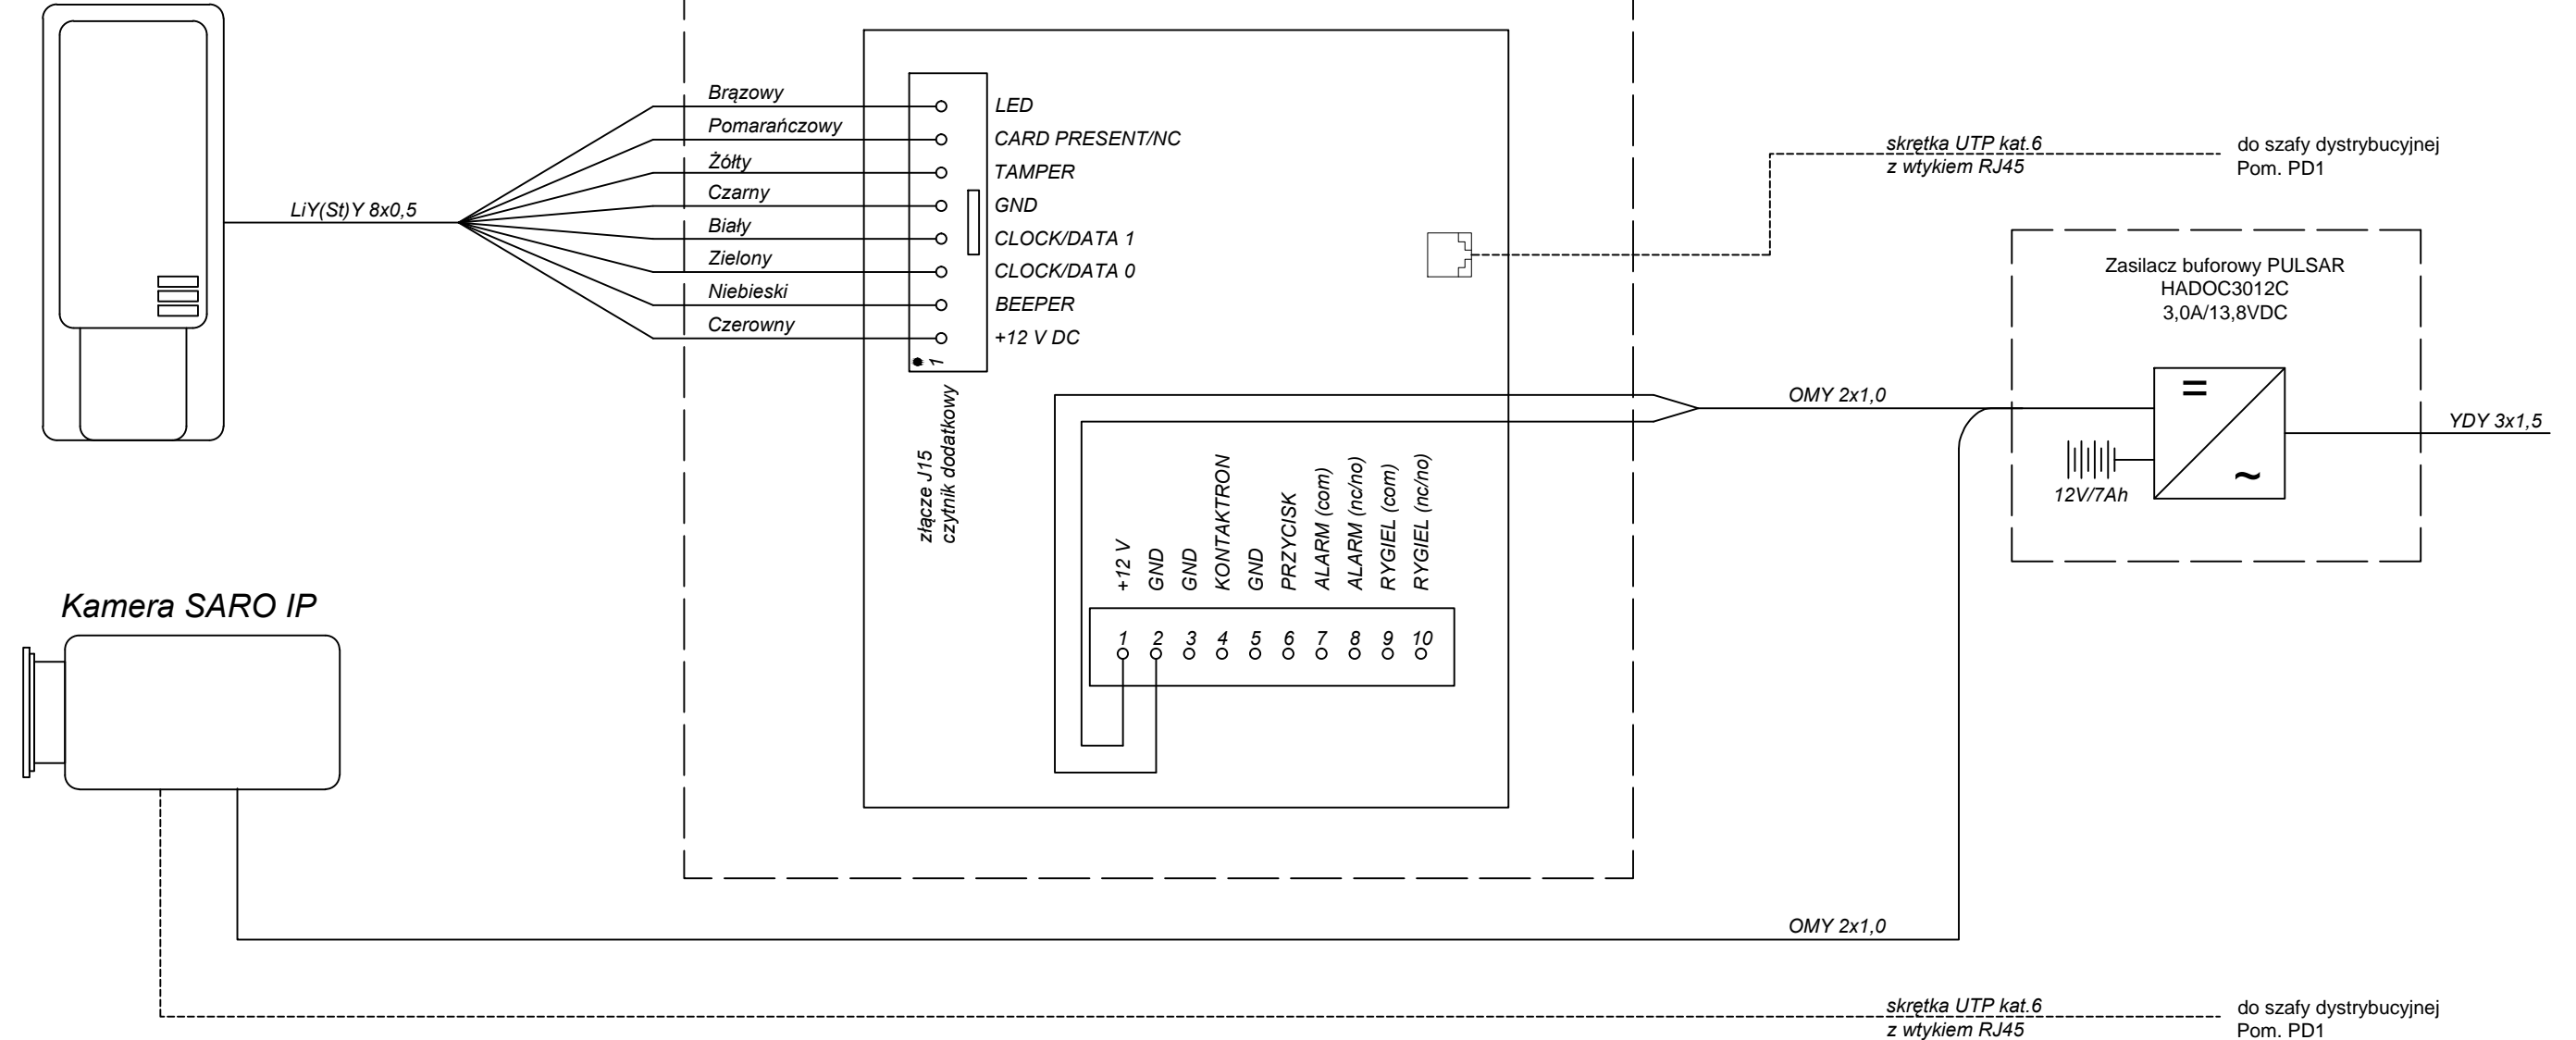 Brązowy
LED
Pomarańczowy
CARD PRESENT/NC
Żółty
TAMPER
Czarny
GND
LiY(St)Y 8x0,5
Biały
CLOCK/DATA 1
Zielony
CLOCK/DATA 0
Niebieski
BEEPER
Czerowny
+12 V DC
1
złącze J15
czytnik dodatkowy
skrętka UTP kat.6
z wtykiem RJ45
do szafy dystrybucyjnej
Pom. PD1
Zasilacz buforowy PULSAR
HADOC3012C
3,0A/13,8VDC
=
~
12V/7Ah
YDY 3x1,5
OMY 2x1,0
+12 V
GND
GND
KONTAKTRON
GND
PRZYCISK
ALARM (com)
ALARM (nc/no)
RYGIEL (com)
RYGIEL (nc/no)
1 2 3 4 5 6 7 8 9 10
Kamera SARO IP
OMY 2x1,0
skrętka UTP kat.6
z wtykiem RJ45
do szafy dystrybucyjnej
Pom. PD1